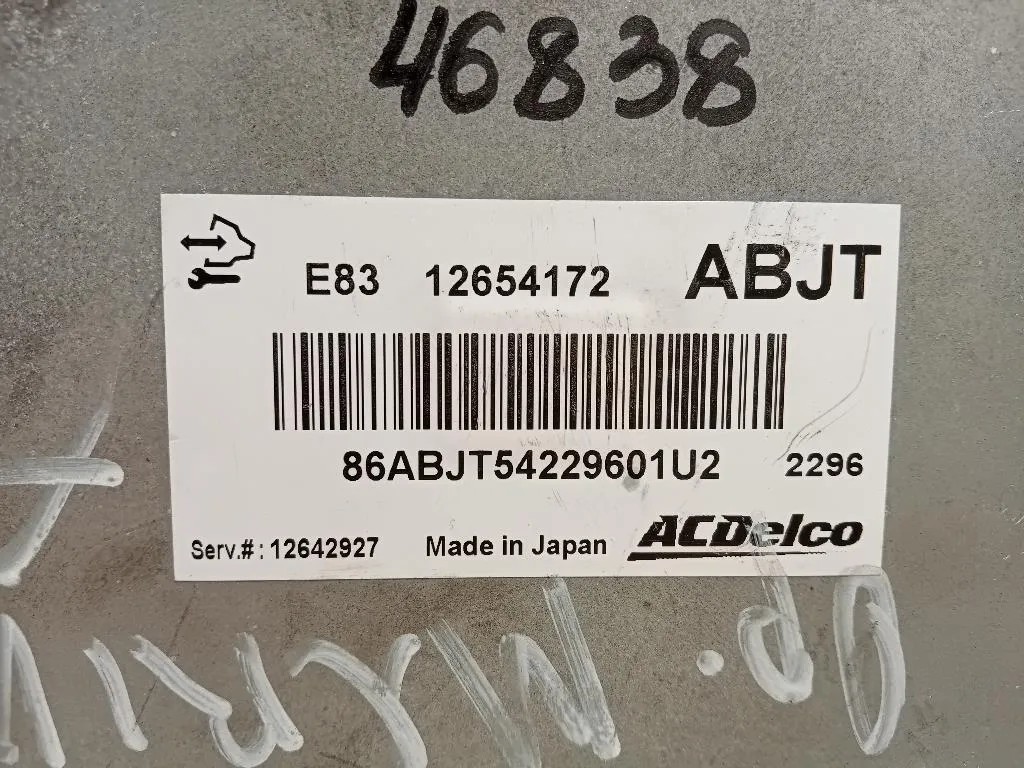 46838
E83 12654172 ABJT
86ABJT54229601U2 2296
Serv.#: 12642927 Made in Japan ACDelco